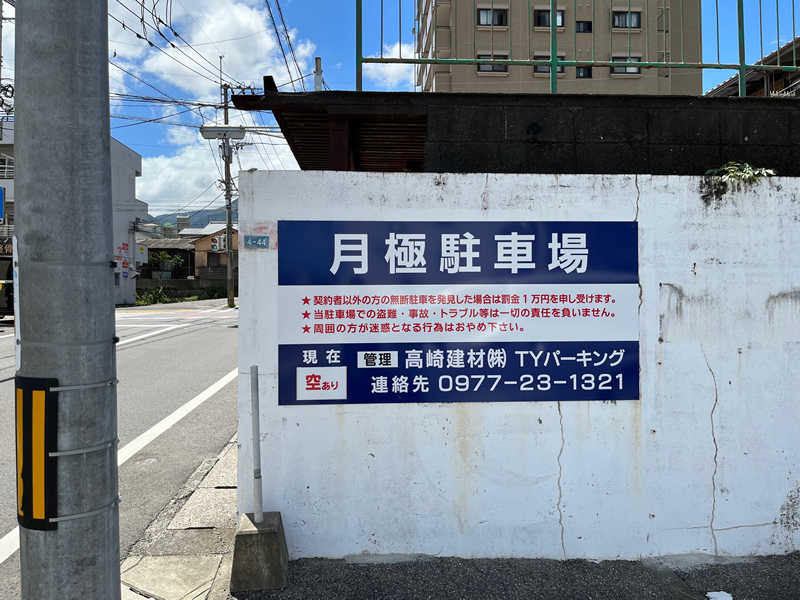 4-44
月極駐車場
★契約者以外の方の無断駐車を発見した場合は罰金1万円を申し受けます。
★当駐車場での盗難・事故・トラブル等は一切の責任を負いません。
★周囲の方が迷惑となる行為はおやめ下さい。
現在
空あり
管理 高崎建材㈱ TYパーキング
連絡先 0977-23-1321